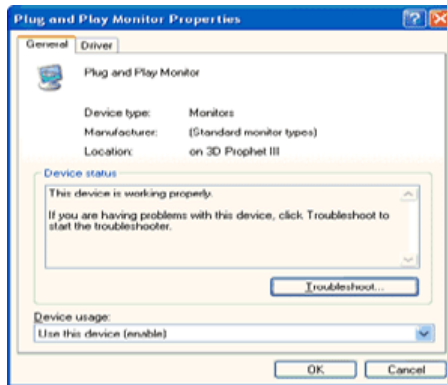 Plug and Play Monitor Properties
General Driver
Plug and Play Monitor
Device type: Monitors
Manufacturer: (Standard monitor types)
Location: on 3D Prophet III
Device status
This device is working properly.
If you are having problems with this device, click Troubleshoot to
start the troubleshooter.
Troubleshoot...
Device usage:
Use this device (enable)
OK Cancel